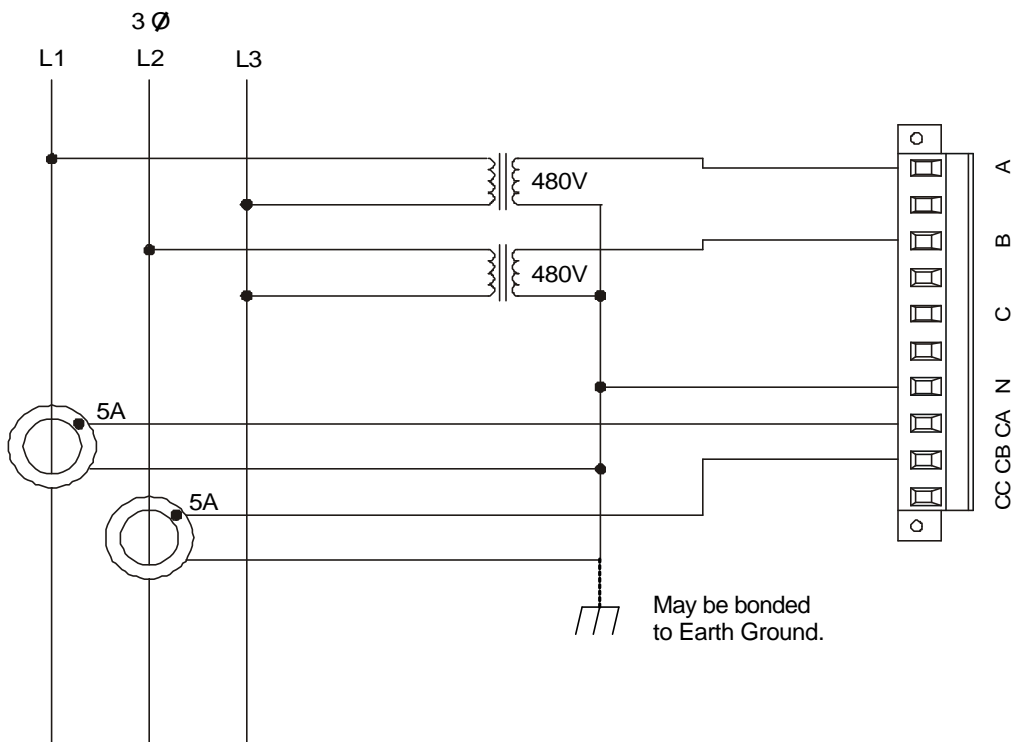 3 Ø
L1 L2 L3
480V
480V
A
B
C
N
CA
CB
CC
5A
5A
May be bonded
to Earth Ground.